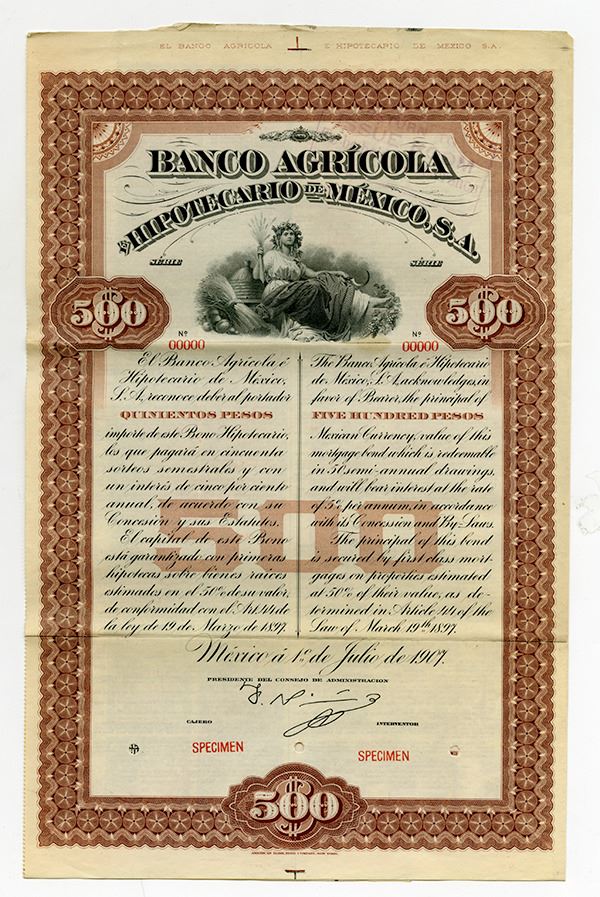 EL BANCO AGRICOLA E HIPOTECARIO DE MEXICO S.A.
BANCO AGRÍCOLA
É HIPOTECARIO DE MÉXICO, S.A.
SÉRIE
SÉRIE
500
500
Nº
00000
Nº
00000
El Banco Agrícola é
Hipotecario de México,
S. A., reconoce deber al portador
QUINIENTOS PESOS
importe de este Bono Hipotecario,
los que pagará en cincuenta
sorteos semestrales y con
un interés de cinco por ciento
anual, de acuerdo con su
Concesión y sus Estatutos.
El capital de este Bono
está garantizado con primeras
hipotecas sobre bienes raíces
estimados en el 50% de su valor,
de conformidad con el Art. 44 de
la ley de 19 de Marzo de 1897.
The Banco Agrícola é Hipotecario
de México, S. A. acknowledges, in
favor of Bearer, the principal of
FIVE HUNDRED PESOS
Mexican Currency, value of this
mortgage bond which is redeemable
in 50 semi-annual drawings,
and will bear interest at the rate
of 5% per annum, in accordance
with its Concession and By-Laws.
The principal of this bond
is secured by first class mort-
gages on properties estimated
at 50% of their value, as de-
termined in Article 44 of the
Law of March 19th 1897.
500
México á 1º de Julio de 1907.
PRESIDENTE DEL CONSEJO DE ADMINISTRACION
CAJERO
INTERVENTOR
SPECIMEN
SPECIMEN
500